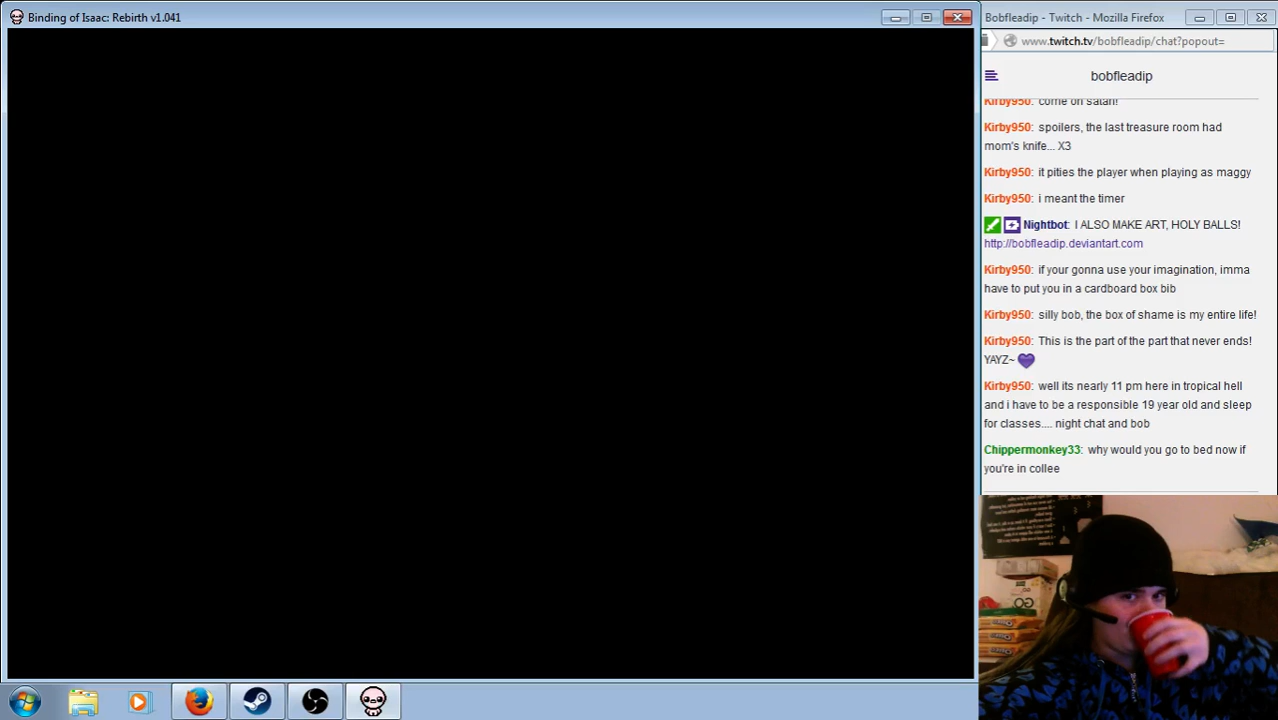 Binding of Isaac: Rebirth v1.041
Bobfleadip - Twitch - Mozilla Firefox
www.twitch.tv/bobfleadip/chat?popout=
bobfleadip
Kirby950: come on satan!
Kirby950: spoilers, the last treasure room had
mom's knife... X3
Kirby950: it pities the player when playing as maggy
Kirby950: i meant the timer
Nightbot: I ALSO MAKE ART, HOLY BALLS!
http://bobfleadip.deviantart.com
Kirby950: if your gonna use your imagination, imma
have to put you in a cardboard box bib
Kirby950: silly bob, the box of shame is my entire life!
Kirby950: This is the part of the part that never ends!
YAYZ~
Kirby950: well its nearly 11 pm here in tropical hell
and i have to be a responsible 19 year old and sleep
for classes.... night chat and bob
Chippermonkey33: why would you go to bed now if
you're in collee